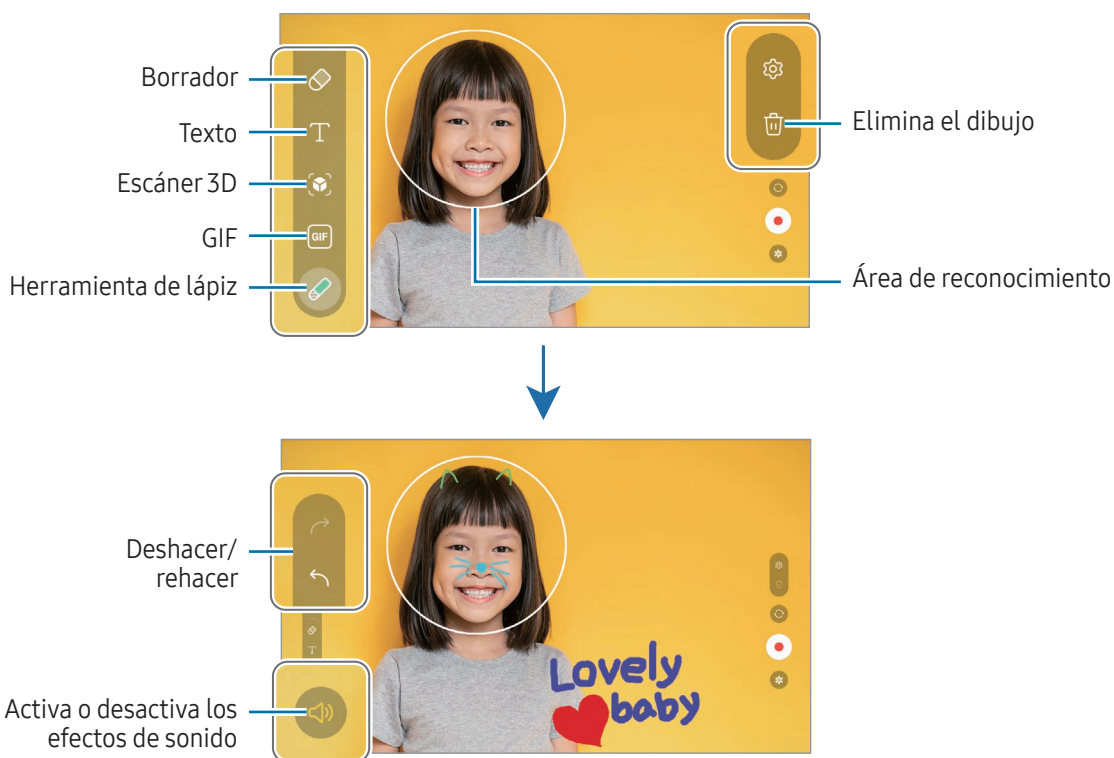 Borrador
Texto
Escáner 3D
GIF
GIF
Herramienta de lápiz
Elimina el dibujo
Área de reconocimiento
Deshacer/
rehacer
T
Lovely
baby
Activa o desactiva los
efectos de sonido